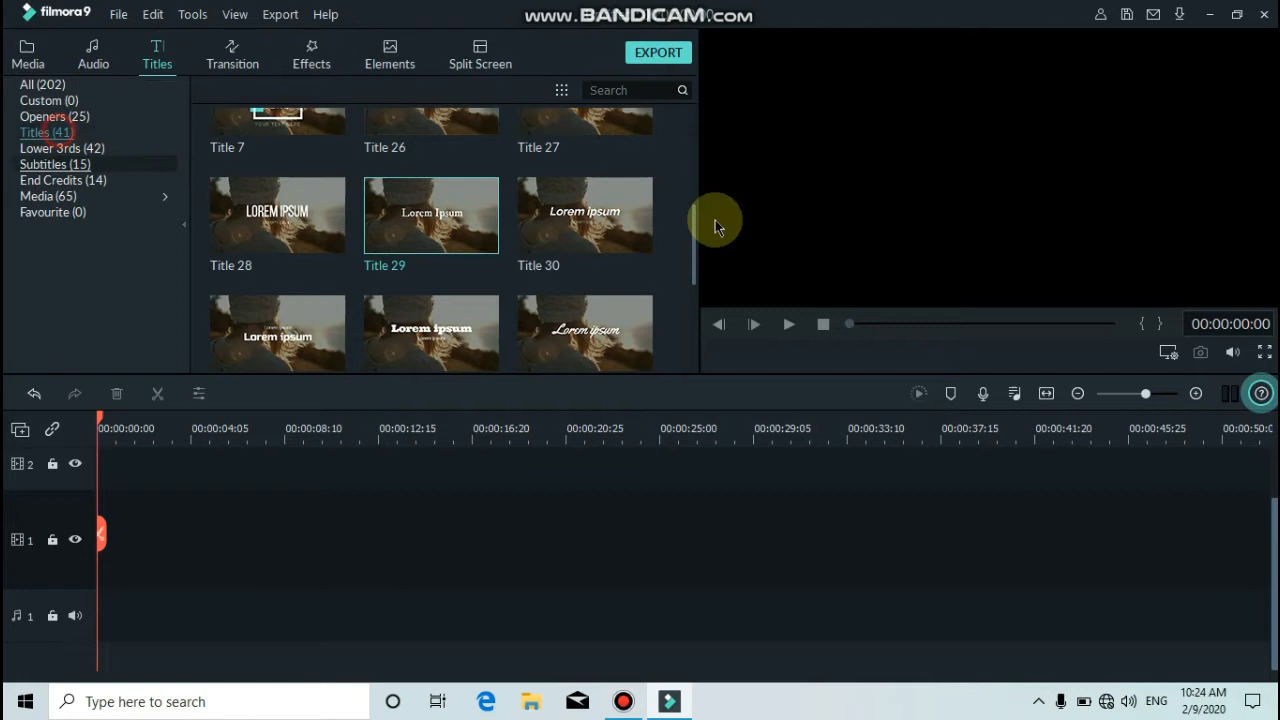 filmora9
File
Edit
Tools
View
Export
Help
www.BANDICAM.com
Media
Audio
Titles
Transition
Effects
Elements
Split Screen
EXPORT
All (202)
Custom (0)
Openers (25)
Titles (41)
Lower 3rds (42)
Subtitles (15)
End Credits (14)
Media (65)
Favourite (0)
Search
Title 7
Title 26
Title 27
LOREM IPSUM
Lorem Ipsum
Lorem ipsum
Title 28
Title 29
Title 30
Lorem ipsum
Lorem ipsum
Lorem ipsum
00:00:00:00
00:00:00:00
00:00:04:05
00:00:08:10
00:00:12:15
00:00:16:20
00:00:20:25
00:00:25:00
00:00:29:05
00:00:33:10
00:00:37:15
00:00:41:20
00:00:45:25
00:00:50:0
2
1
1
Type here to search
ENG
10:24 AM
2/9/2020